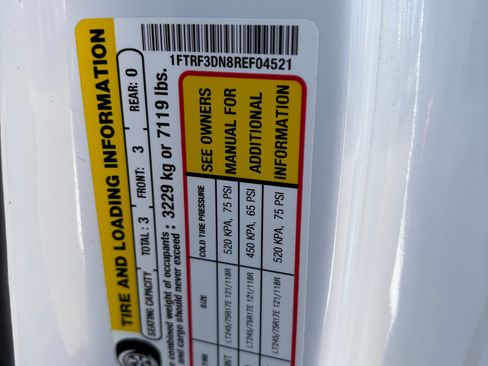 1FTRF3DN8REF04521
TIRE AND LOADING INFORMATION
SEATING CAPACITY TOTAL : 3 FRONT: 3 REAR: 0
combined weight of occupants
and cargo should never exceed : 3229 kg or 7119 lbs.
SIZE COLD TIRE PRESSURE
LT245/75R17E 121/118R 520 KPA, 75 PSI
LT245/75R17E 121/118R 450 KPA, 65 PSI
LT245/75R17E 121/118R 520 KPA, 75 PSI
SEE OWNERS
MANUAL FOR
ADDITIONAL
INFORMATION